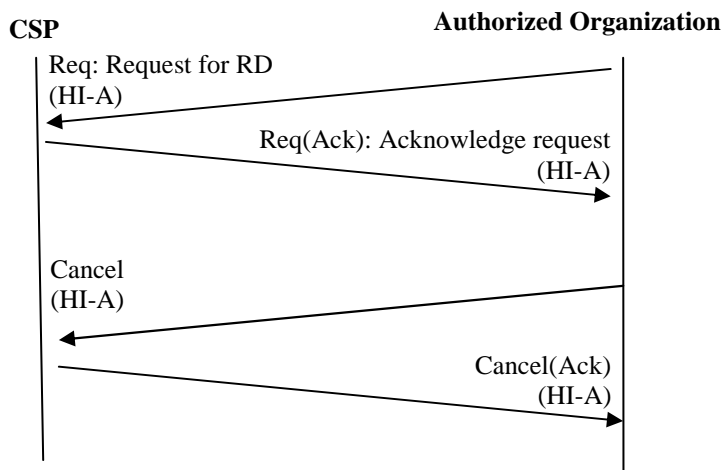 CSP
Authorized Organization
Req: Request for RD
(HI-A)
Req(Ack): Acknowledge request
(HI-A)
Cancel
(HI-A)
Cancel(Ack)
(HI-A)